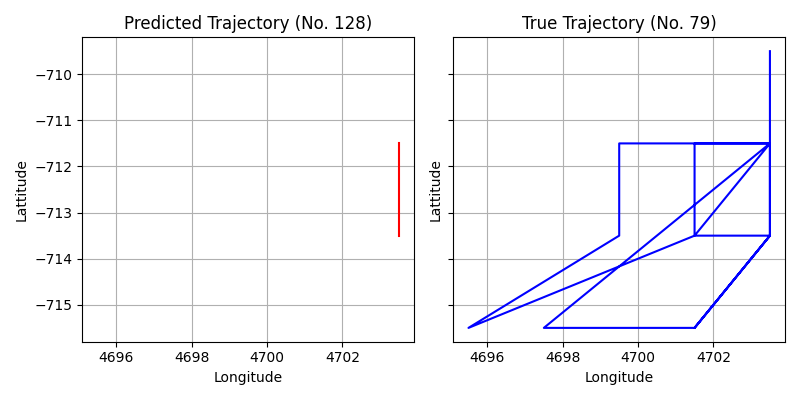 Predicted Trajectory (No. 128)
True Trajectory (No. 79)
Lattitude
−710
−711
−712
−713
−714
−715
4696
4698
4700
4702
Longitude
Lattitude
4696
4698
4700
4702
Longitude